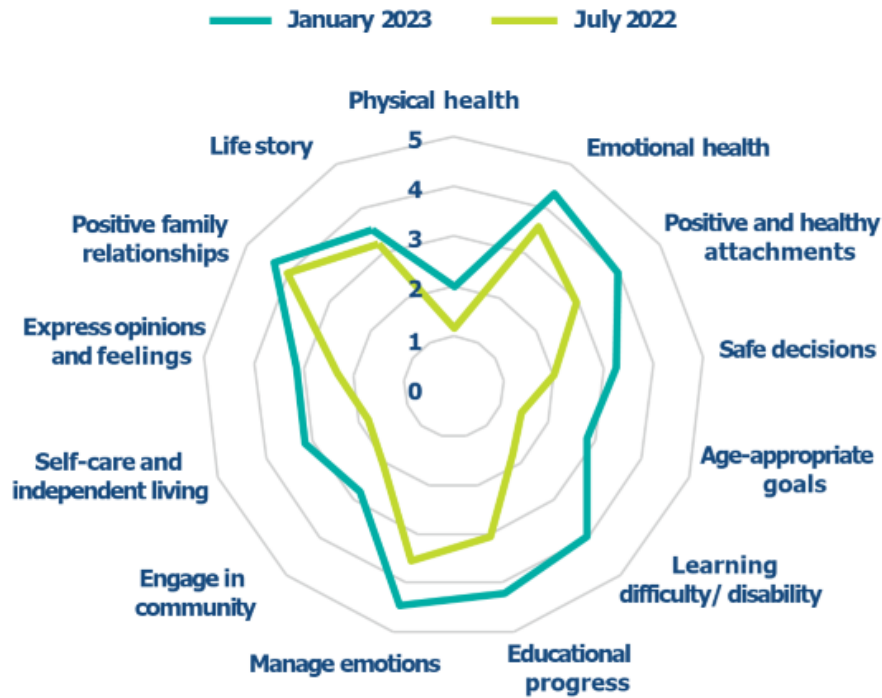 January 2023
July 2022
Physical health
Emotional health
Positive and healthy
attachments
Safe decisions
Age-appropriate
goals
Learning
difficulty/ disability
Educational
progress
Manage emotions
Engage in
community
Self-care and
independent living
Express opinions
and feelings
Positive family
relationships
Life story
5
4
3
2
1
0